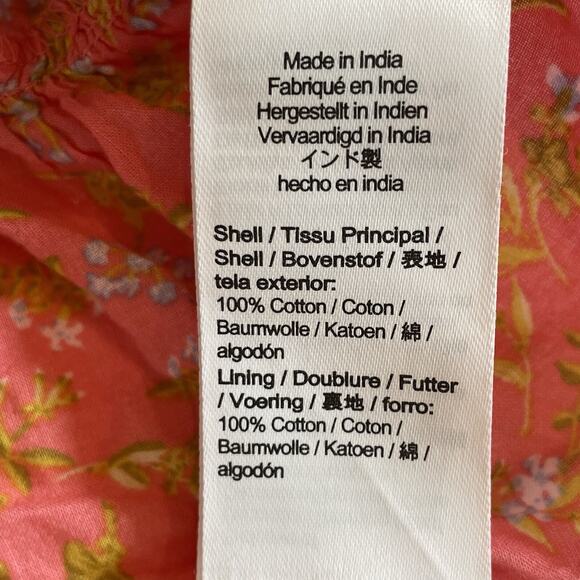 Made in India
Fabriqué en Inde
Hergestellt in Indien
Vervaardigd in India
インド製
hecho en india
Shell / Tissu Principal /
Shell / Bovenstof / 表地 /
tela exterior:
100% Cotton / Coton /
Baumwolle / Katoen / 綿 /
algodón
Lining / Doublure / Futter
/ Voering / 裏地 / forro:
100% Cotton / Coton /
Baumwolle / Katoen / 綿 /
algodón